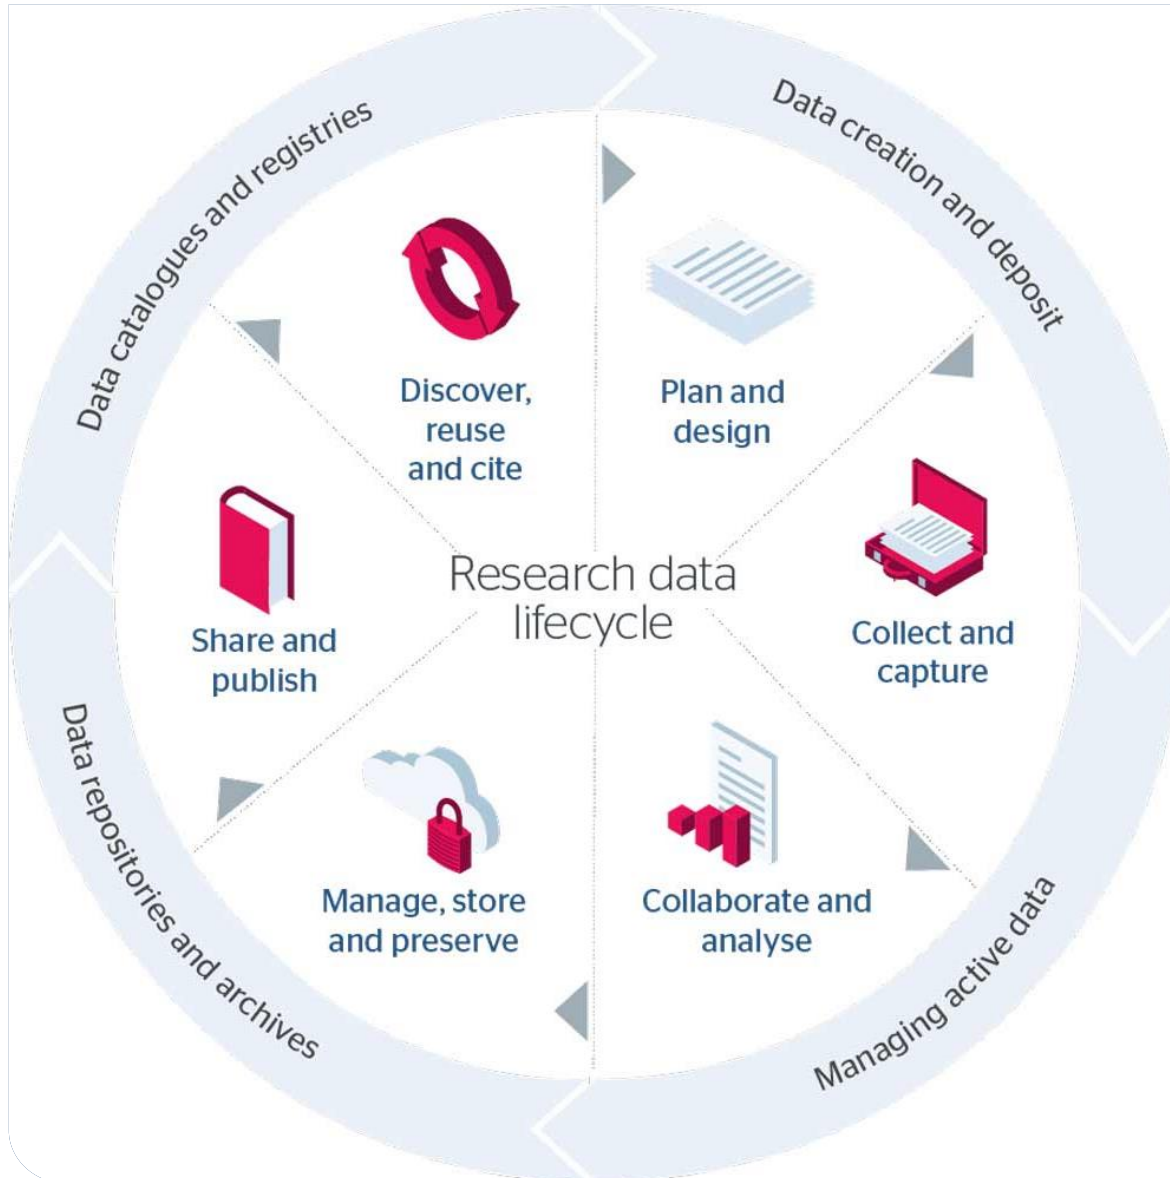 Data creation and deposit
Managing active data
Data repositories and archives
Data catalogues and registries
Plan and
design
Collect and
capture
Collaborate and
analyse
Manage, store
and preserve
Share and
publish
Discover,
reuse
and cite
Research data
lifecycle